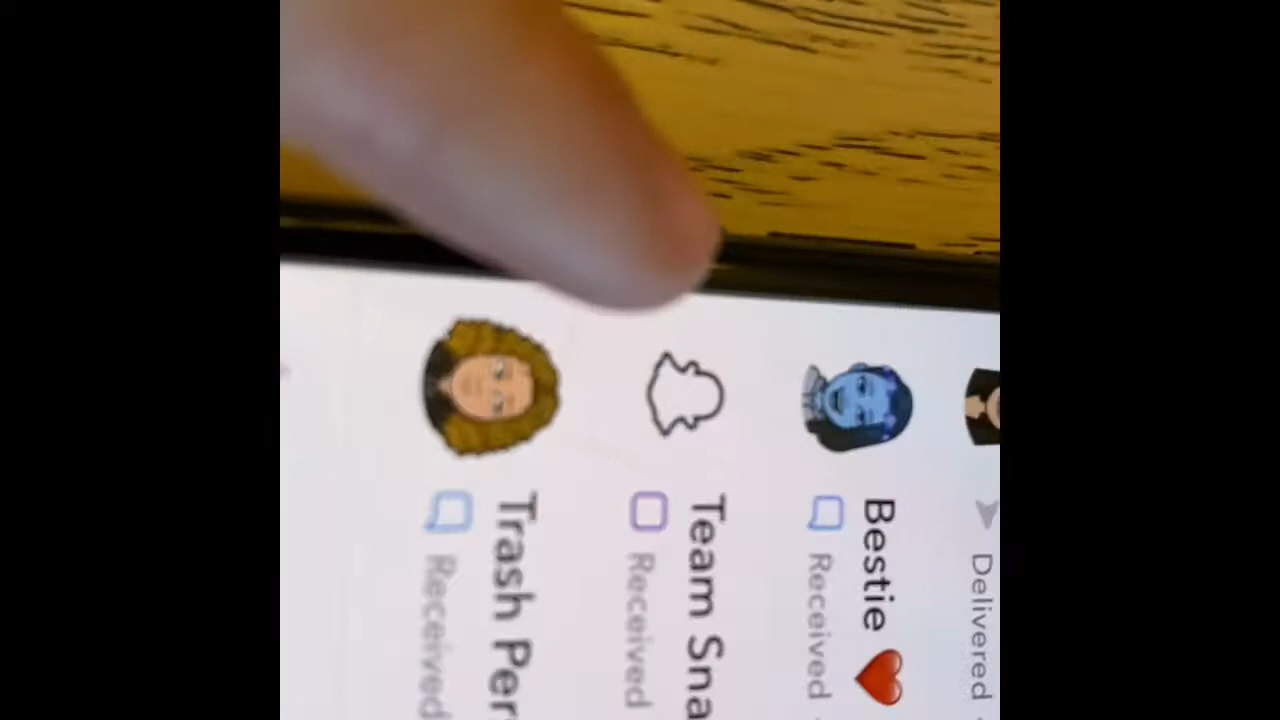 Delivered ·
Bestie ❤️
Received ·
Team Sna
Received
Trash Per
Received